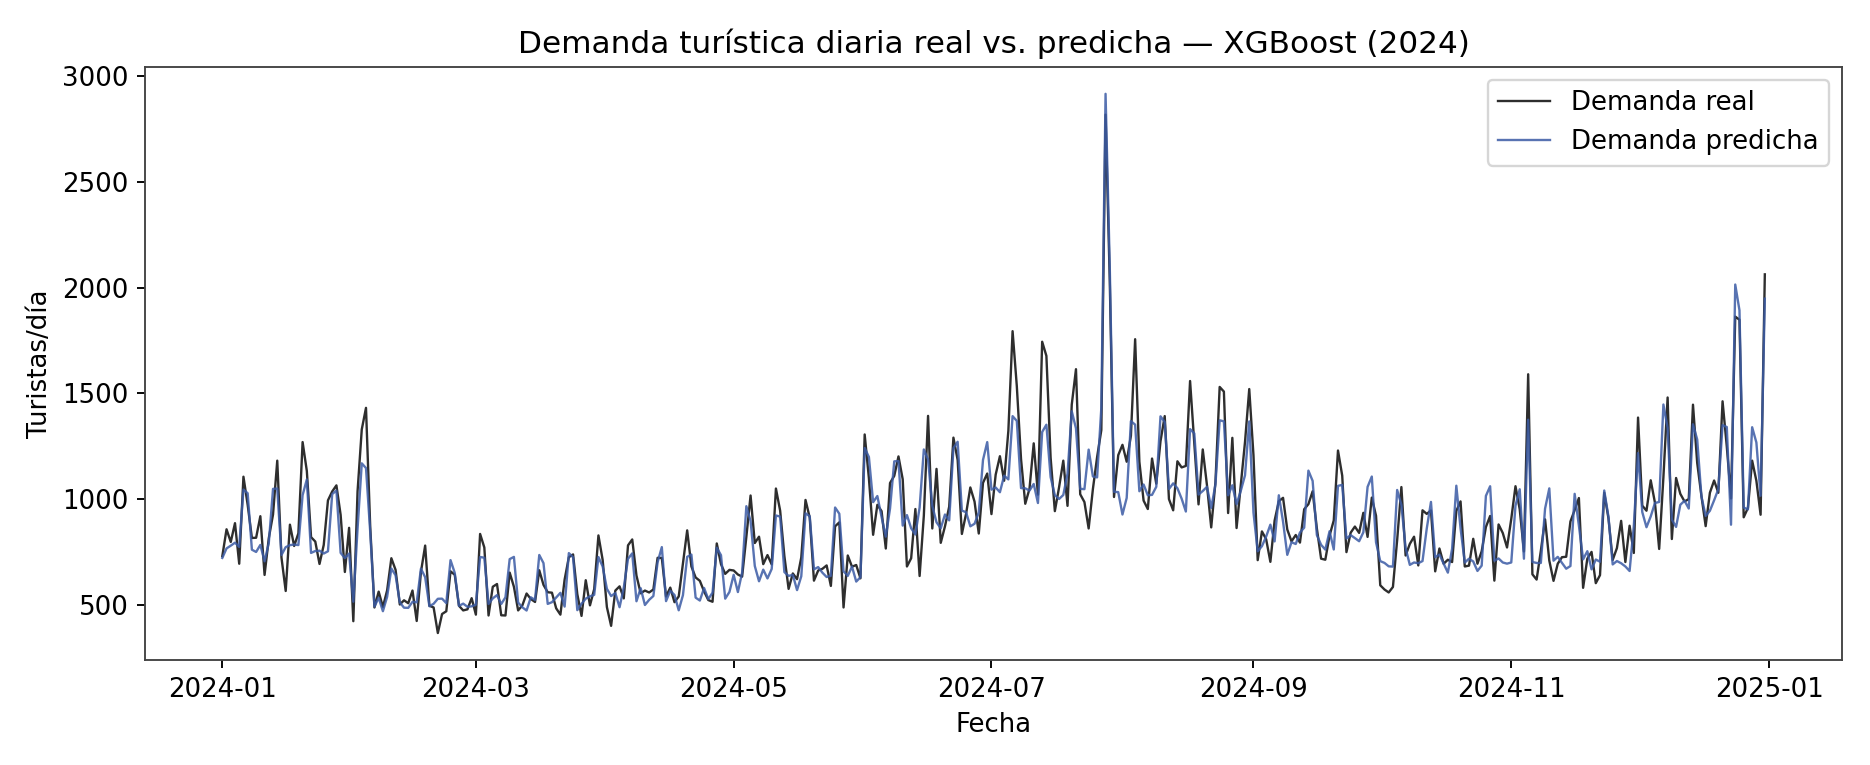 Demanda turística diaria real vs. predicha — XGBoost (2024)
3000
2500
2000
1500
1000
500
Turistas/día
Demanda real
Demanda predicha
2024-01 2024-03 2024-05 2024-07 2024-09 2024-11 2025-01
Fecha